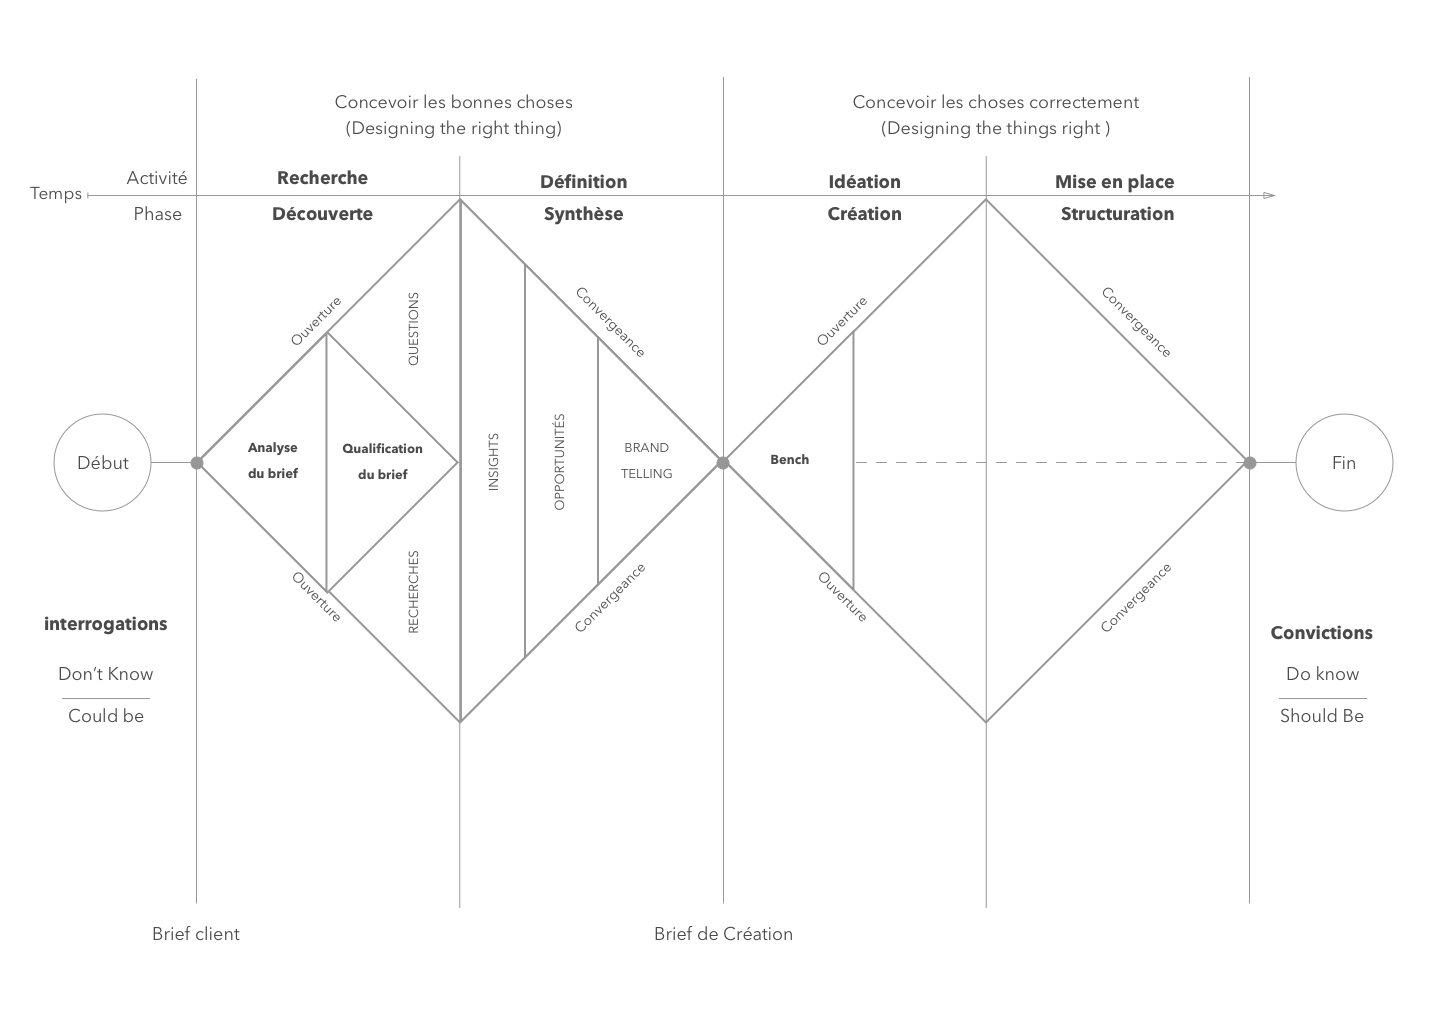 Concevoir les bonnes choses
(Designing the right thing)
Concevoir les choses correctement
(Designing the things right )
Temps
Activité
Phase
Recherche
Découverte
Définition
Synthèse
Idéation
Création
Mise en place
Structuration
Ouverture
QUESTIONS
Convergeance
Ouverture
Convergeance
Début
Analyse
du brief
Qualification
du brief
INSIGHTS
OPPORTUNITÉS
BRAND
TELLING
Bench
Fin
Ouverture
RECHERCHES
Convergeance
Ouverture
Convergeance
interrogations
Don’t Know
Could be
Convictions
Do know
Should Be
Brief client
Brief de Création